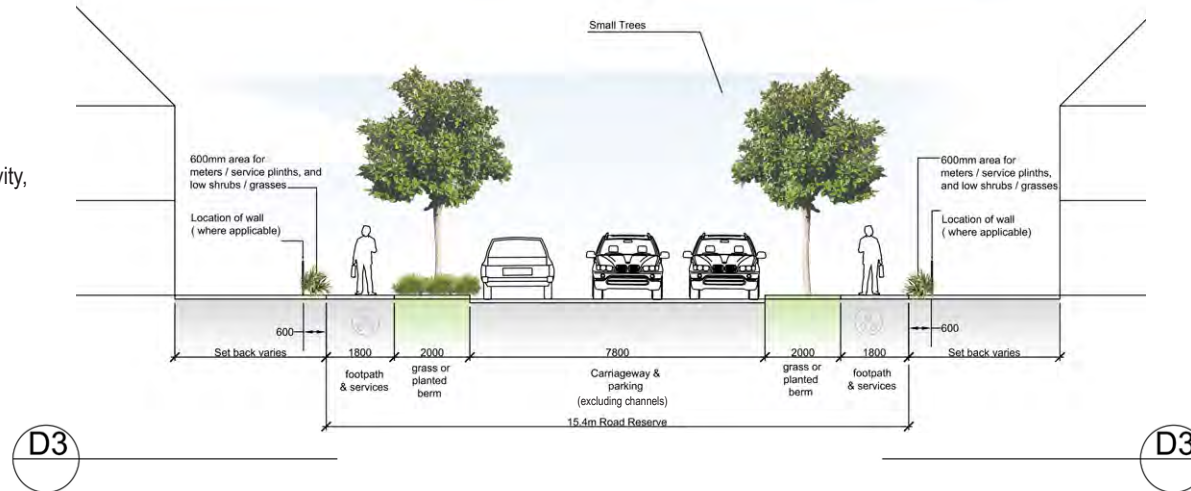 Small Trees
vity,
600mm area for
meters / service plinths, and
low shrubs / grasses
Location of wall
( where applicable)
600mm area for
meters / service plinths,
and low shrubs / grasses
Location of wall
( where applicable)
600
600
Set back varies
1800
2000
7800
2000
1800
Set back varies
footpath
& services
grass or
planted
berm
Carriageway &
parking
(excluding channels)
grass or
planted
berm
footpath
& services
15.4m Road Reserve
D3
D3